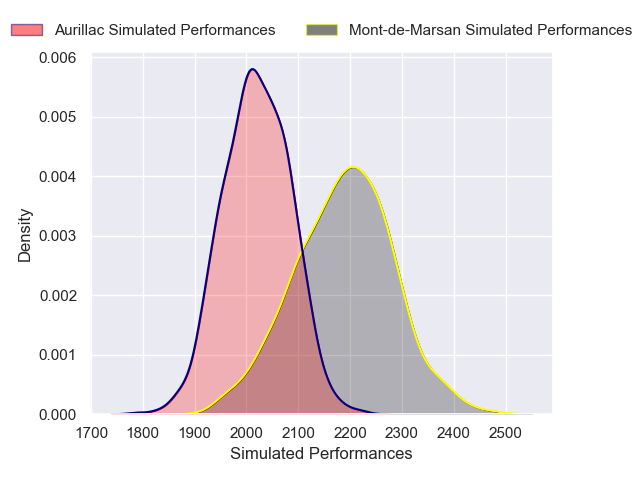 Aurillac Simulated Performances Mont-de-Marsan Simulated Performances
0.006
0.005
0.004
0.003
0.002
0.001
0.000
Density
1700 1800 1900 2000 2100 2200 2300 2400 2500
Simulated Performances